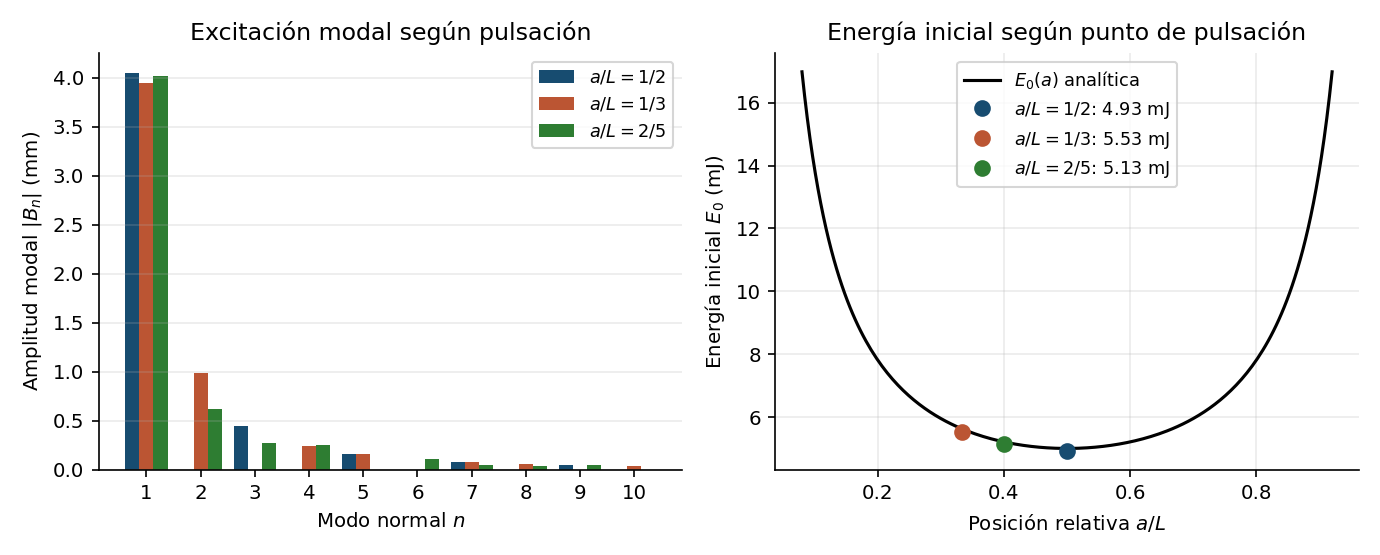 Excitación modal según pulsación
Amplitud modal |Bₙ| (mm)
4.0
3.5
3.0
2.5
2.0
1.5
1.0
0.5
0.0
a/L = 1/2
a/L = 1/3
a/L = 2/5
1 2 3 4 5 6 7 8 9 10
Modo normal n
Energía inicial según punto de pulsación
Energía inicial E₀ (mJ)
16
14
12
10
8
6
E₀(a) analítica
a/L = 1/2: 4.93 mJ
a/L = 1/3: 5.53 mJ
a/L = 2/5: 5.13 mJ
0.2 0.4 0.6 0.8
Posición relativa a/L